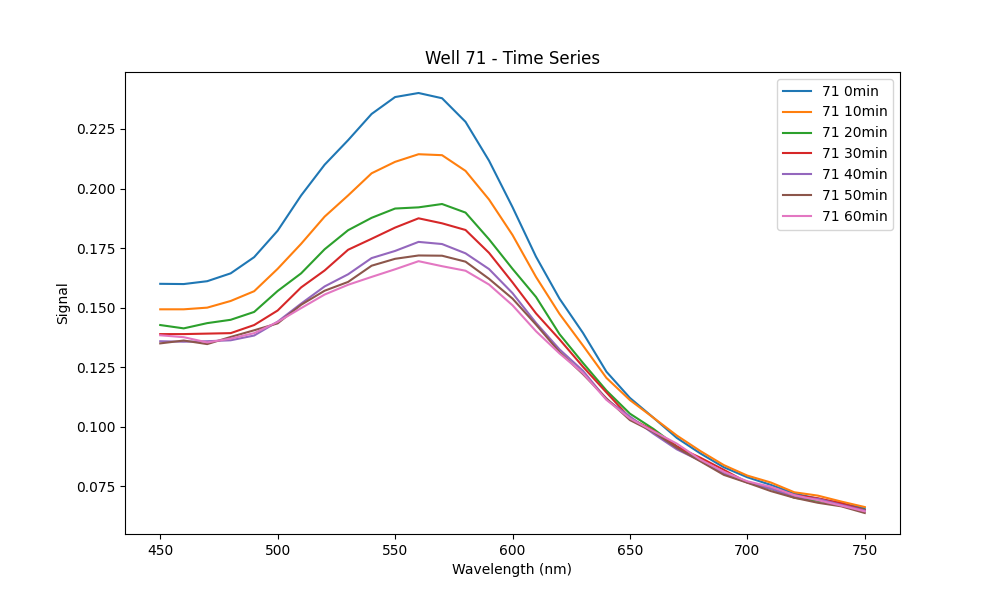 Well 71 - Time Series
71 0min
71 10min
71 20min
71 30min
71 40min
71 50min
71 60min
0.225
0.200
0.175
0.150
0.125
0.100
0.075
Signal
450 500 550 600 650 700 750
Wavelength (nm)